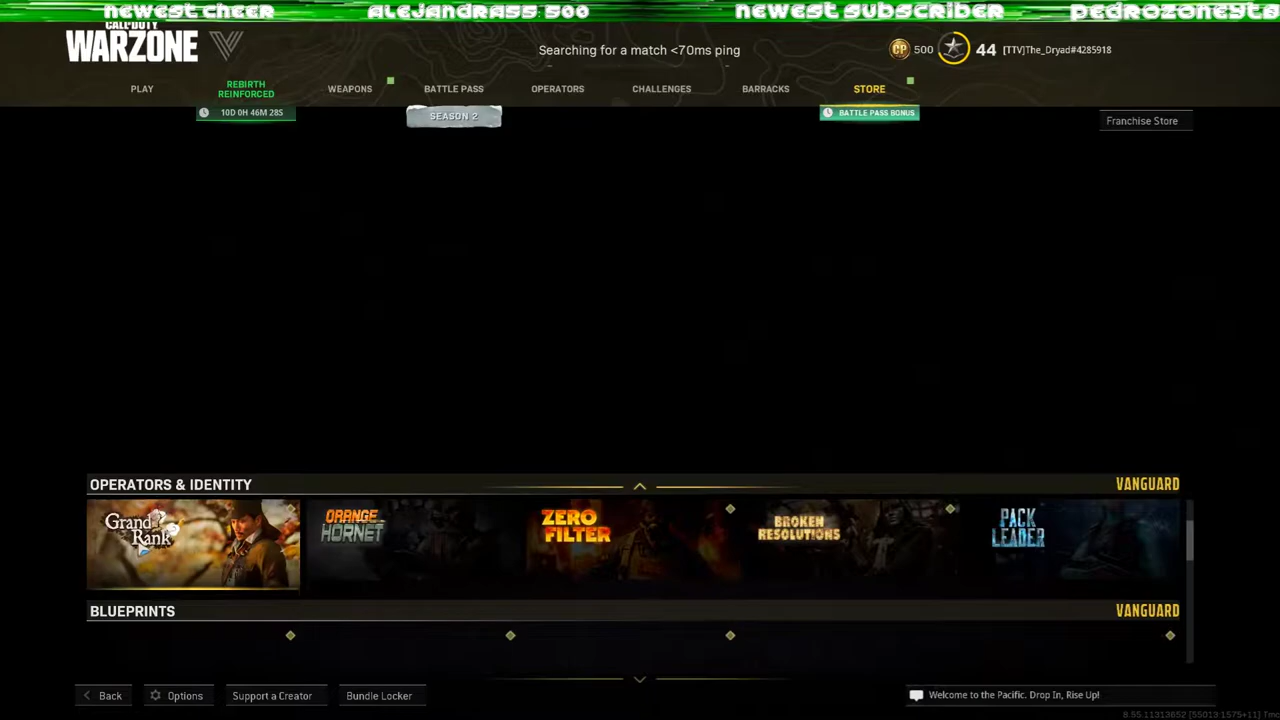 newest cheer alejandrass 500 newest subscriber pedrozoneyta
CALL OF DUTY
WARZONE
Searching for a match <70ms ping
CP 500 44 [TTV]The_Dryad#4285918
PLAY
REBIRTH
REINFORCED
WEAPONS
BATTLE PASS
OPERATORS
CHALLENGES
BARRACKS
STORE
10D 0H 46M 28S
SEASON 2
BATTLE PASS BONUS
Franchise Store
OPERATORS & IDENTITY VANGUARD
Grand
Rank
ORANGE
HORNET
ZERO
FILTER
BROKEN
RESOLUTIONS
PACK
LEADER
BLUEPRINTS VANGUARD
Back Options Support a Creator Bundle Locker
Welcome to the Pacific. Drop In, Rise Up!